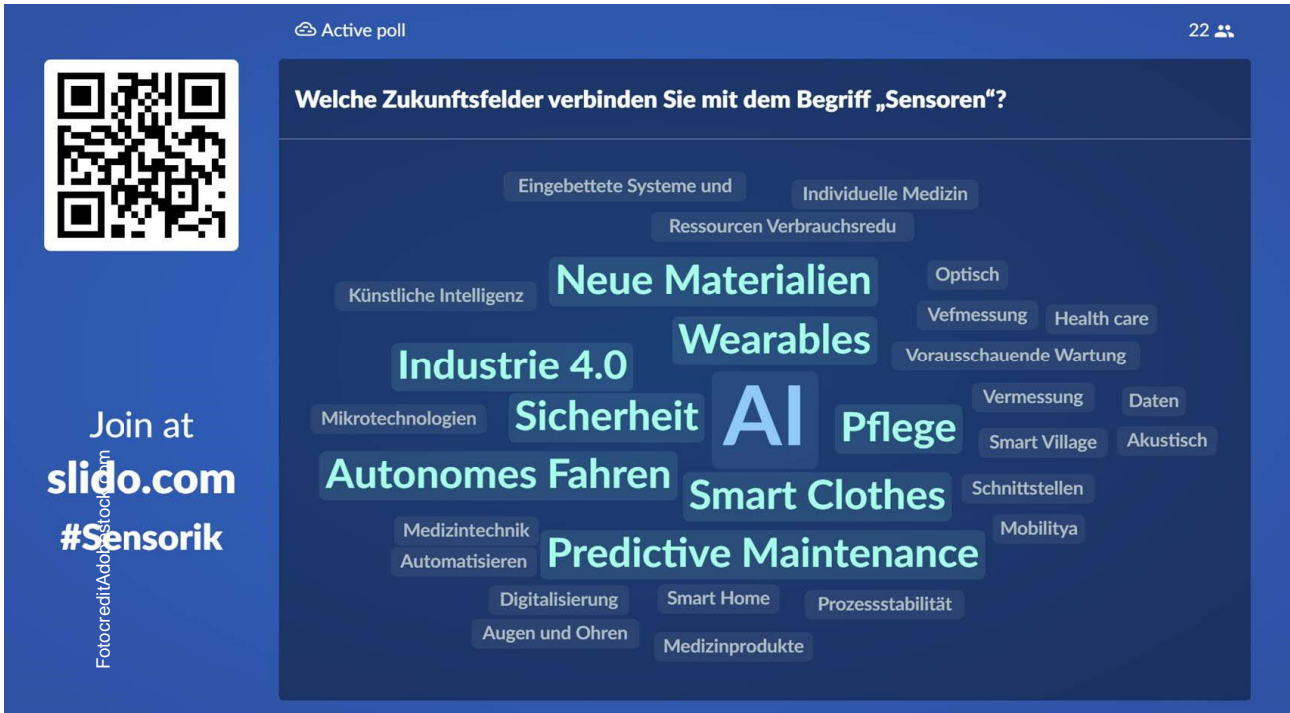 Active poll
22
Welche Zukunftsfelder verbinden Sie mit dem Begriff „Sensoren“?
Eingebettete Systeme und
Individuelle Medizin
Ressourcen Verbrauchsredu
Neue Materialien
Optisch
Künstliche Intelligenz
Vefmessung
Health care
Wearables
Vorausschauende Wartung
Industrie 4.0
AI
Vermessung
Daten
Mikrotechnologien
Sicherheit
Pflege
Smart Village
Akustisch
Autonomes Fahren
Smart Clothes
Schnittstellen
Medizintechnik
Mobilitya
Automatisieren
Predictive Maintenance
Digitalisierung
Smart Home
Prozessstabilität
Augen und Ohren
Medizinprodukte
Join at
slido.com
#Sensorik
FotocreditAdobestock.com